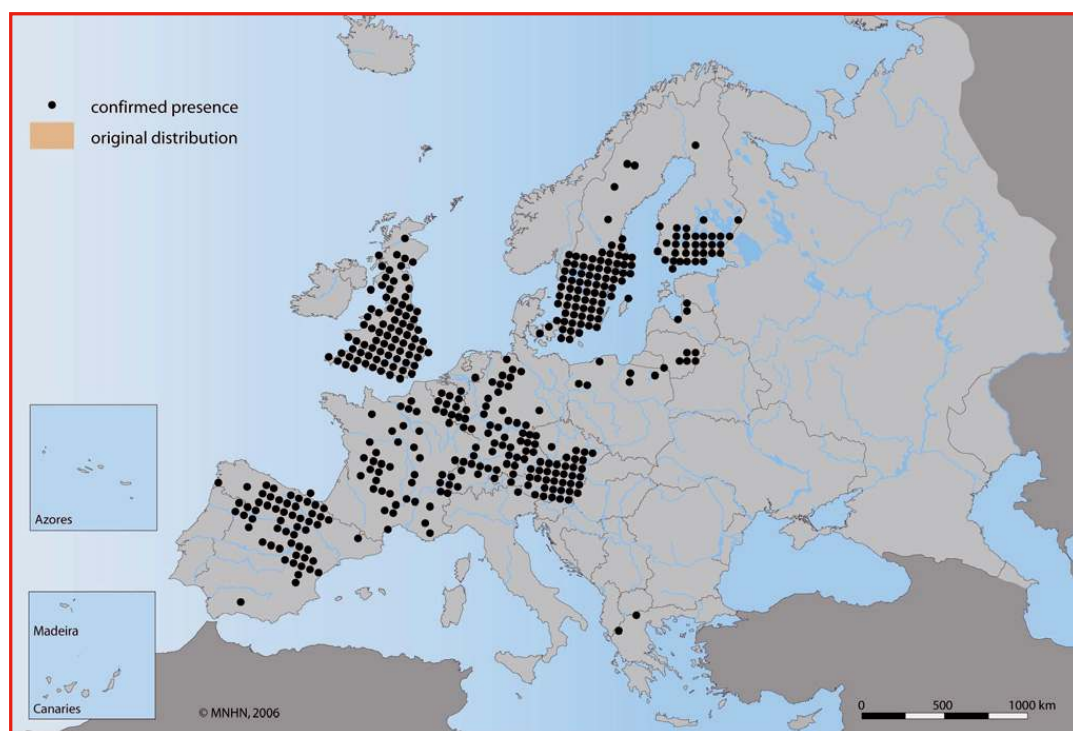 confirmed presence
original distribution
Azores
Madeira
Canaries
© MNHN, 2006
0 500 1000 km